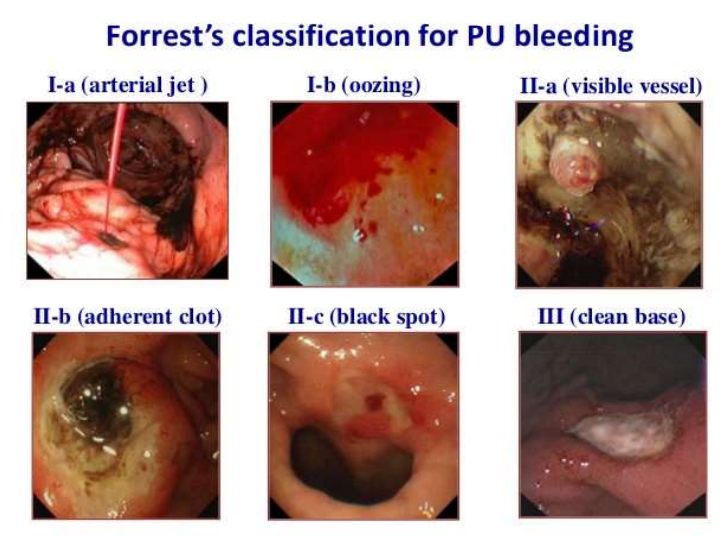 Forrest's classification for PU bleeding
I-a (arterial jet )
I-b (oozing)
II-a (visible vessel)
II-b (adherent clot)
II-c (black spot)
III (clean base)